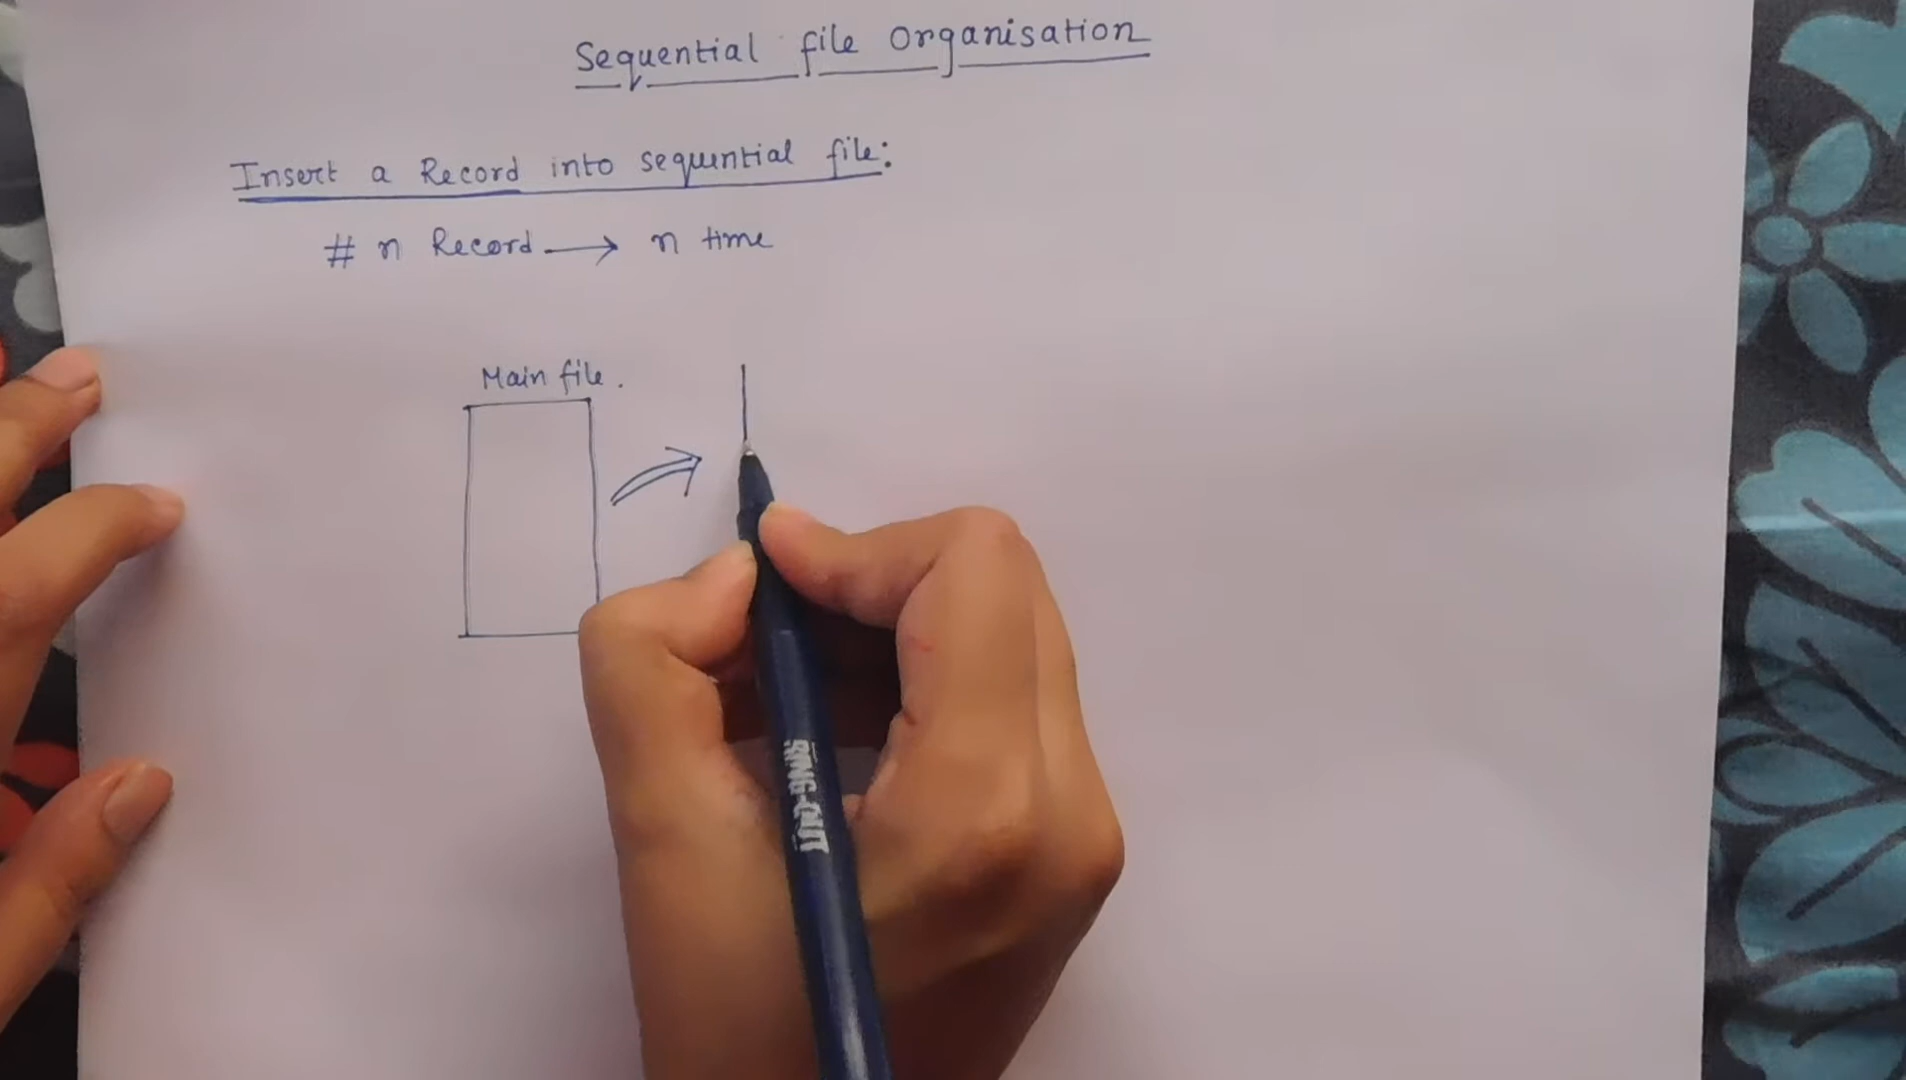 Sequential file Organisation
Insert a Record into sequential file:
# n Record → n time
Main file.